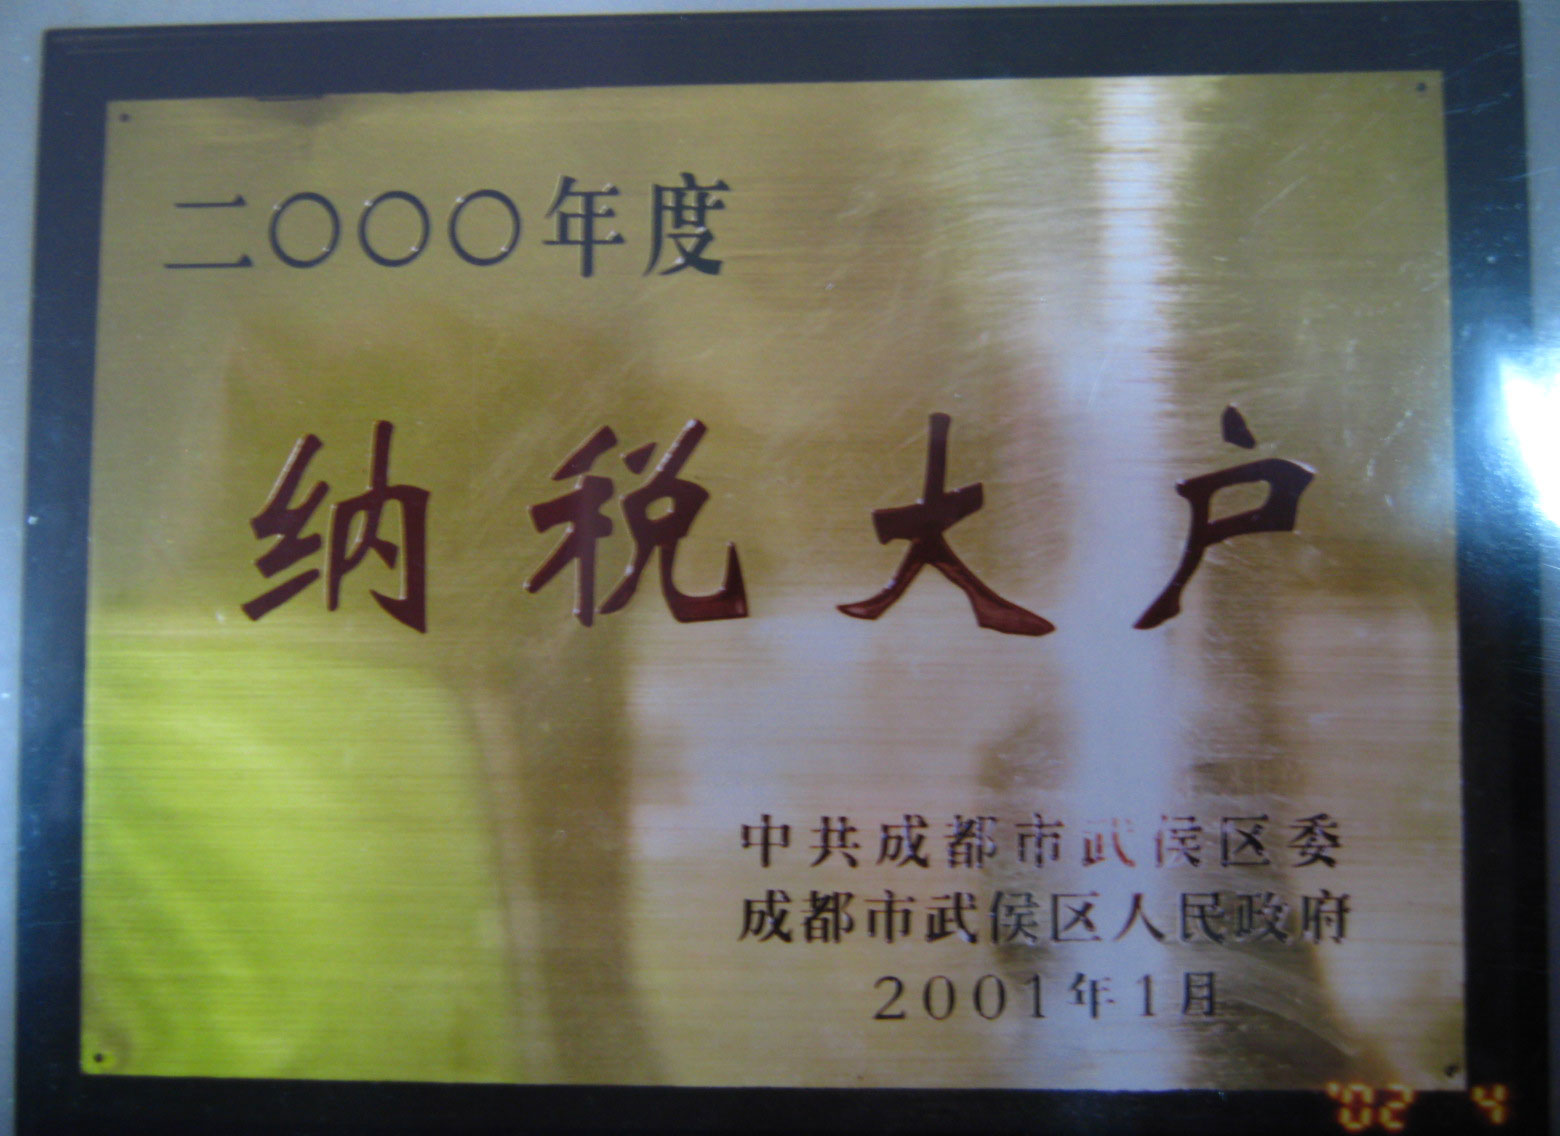 二〇〇〇年度
纳税大户
中共成都市武侯区委
成都市武侯区人民政府
2001年1月
'02 4